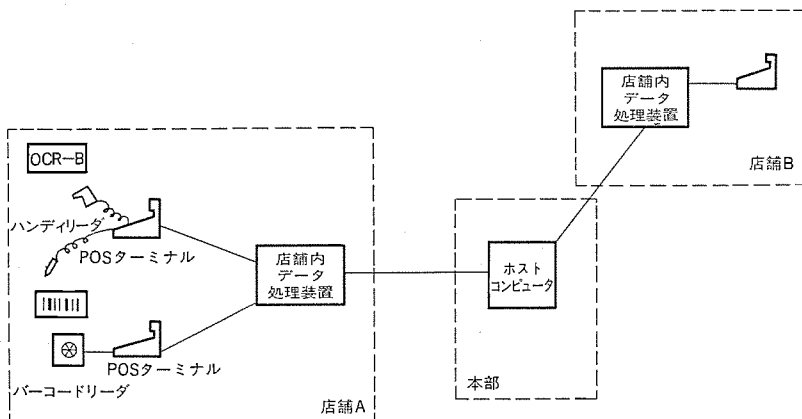 OCR-B
ハンディリーダ
POSターミナル
店舗内
データ
処理装置
POSターミナル
バーコードリーダ
店舗A
ホスト
コンピュータ
本部
店舗内
データ
処理装置
店舗B